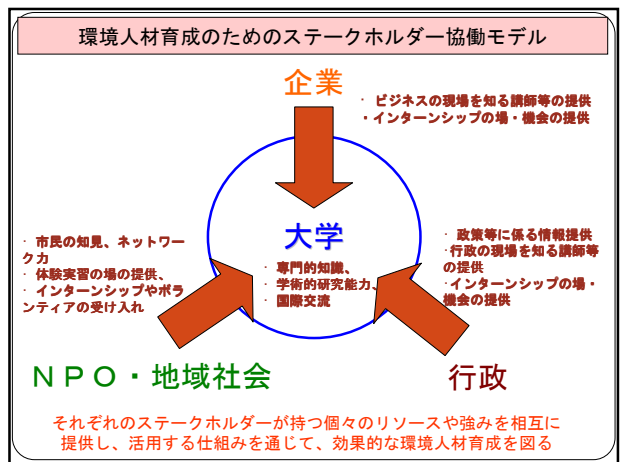 環境人材育成のためのステークホルダー協働モデル
企業
・ ビジネスの現場を知る講師等の提供
・インターンシップの場・機会の提供
大学
・ 専門的知識、
・ 学術的研究能力、
・ 国際交流
・ 市民の知見、ネットワー
ク力
・ 体験実習の場の提供、
・ インターンシップやボラ
ンティアの受け入れ
・ 政策等に係る情報提供
・行政の現場を知る講師等
の提供
・インターンシップの場・
機会の提供
ＮＰＯ・地域社会
行政
それぞれのステークホルダーが持つ個々のリソースや強みを相互に
提供し、活用する仕組みを通じて、効果的な環境人材育成を図る